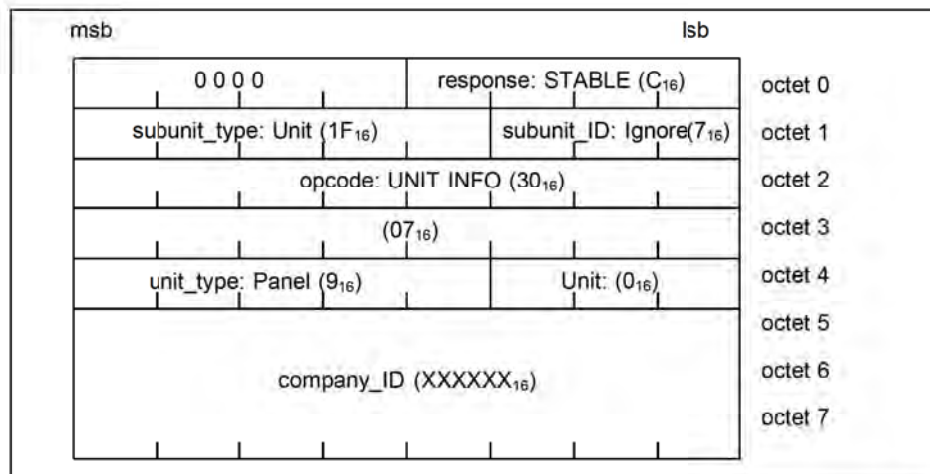 msb lsb
0 0 0 0 response: STABLE (C₁₆) octet 0
subunit_type: Unit (1F₁₆) subunit_ID: Ignore(7₁₆) octet 1
opcode: UNIT INFO (30₁₆) octet 2
(07₁₆) octet 3
unit_type: Panel (9₁₆) Unit: (0₁₆) octet 4
octet 5
company_ID (XXXXXX₁₆) octet 6
octet 7